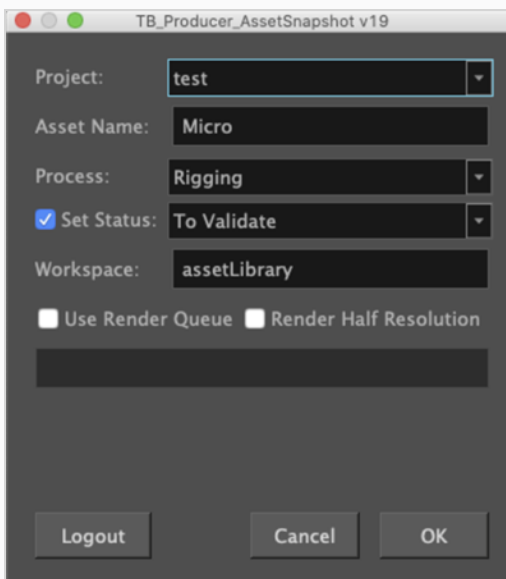 TB_Producer_AssetSnapshot v19
Project: test
Asset Name: Micro
Process: Rigging
Set Status: To Validate
Workspace: assetLibrary
Use Render Queue Render Half Resolution
Logout Cancel OK